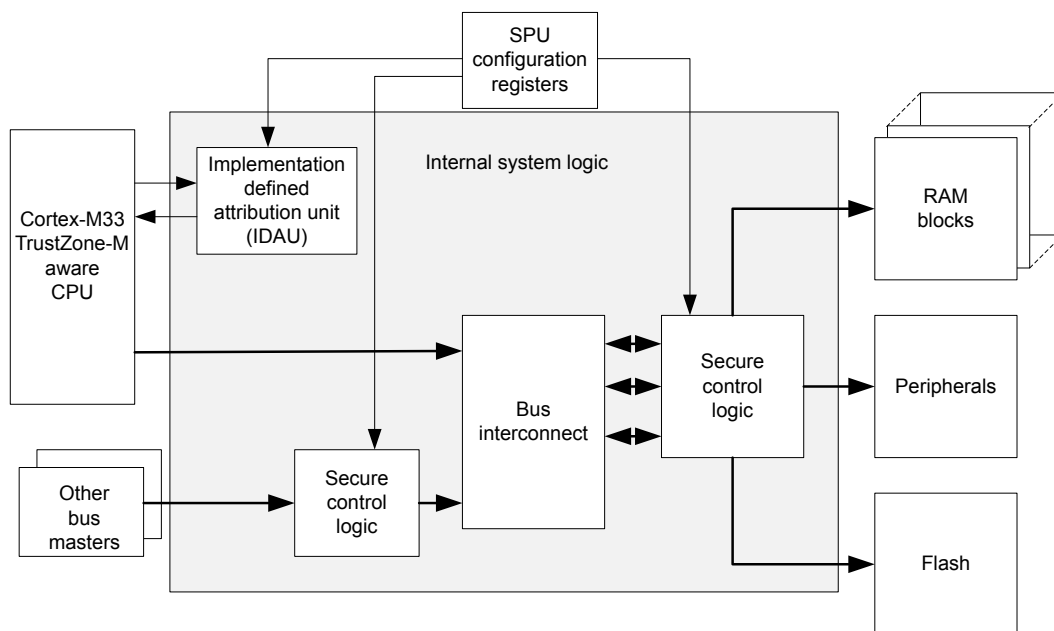 SPU
configuration
registers
Internal system logic
Implementation
defined
attribution unit
(IDAU)
Cortex-M33
TrustZone-M
aware
CPU
RAM
blocks
Bus
interconnect
Secure
control
logic
Peripherals
Other
bus
masters
Secure
control
logic
Flash